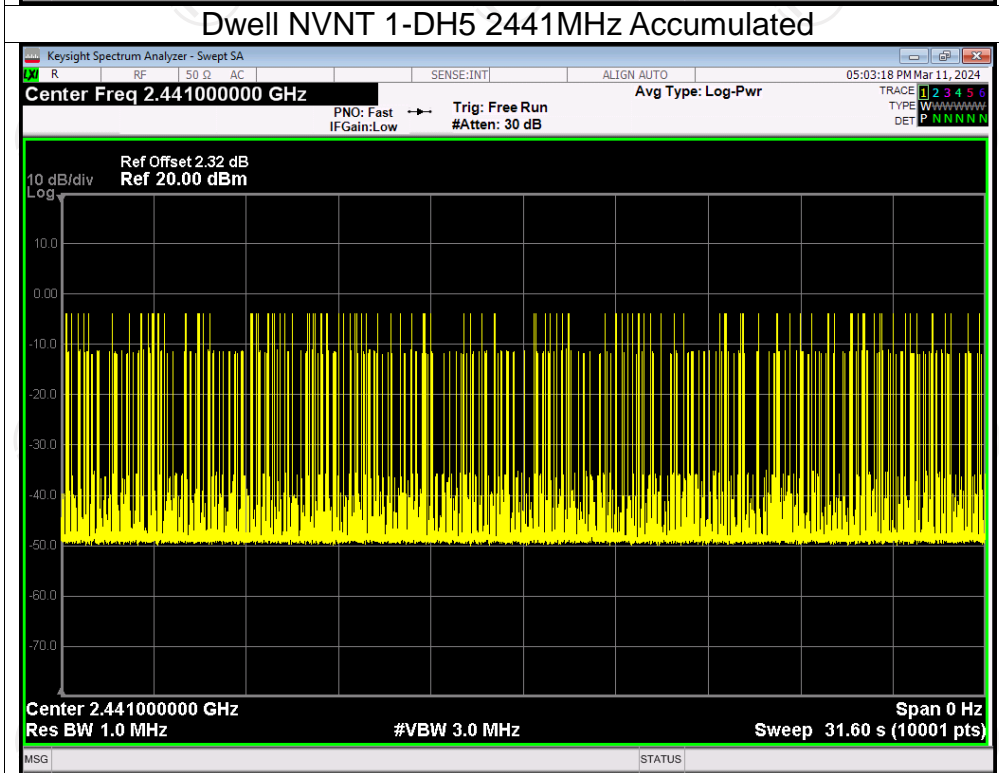 Dwell NVNT 1-DH5 2441MHz Accumulated
Keysight Spectrum Analyzer - Swept SA
LXI R RF 50 Ω AC SENSE:INT ALIGN AUTO 05:03:18 PM Mar 11, 2024
Center Freq 2.441000000 GHz Avg Type: Log-Pwr TRACE 1 2 3 4 5 6
PNO: Fast Trig: Free Run TYPE WWWWWW
IFGain:Low #Atten: 30 dB DET P N N N N N
Ref Offset 2.32 dB
10 dB/div Ref 20.00 dBm
Log
10.0
0.00
-10.0
-20.0
-30.0
-40.0
-50.0
-60.0
-70.0
Center 2.441000000 GHz Span 0 Hz
Res BW 1.0 MHz #VBW 3.0 MHz Sweep 31.60 s (10001 pts)
MSG STATUS